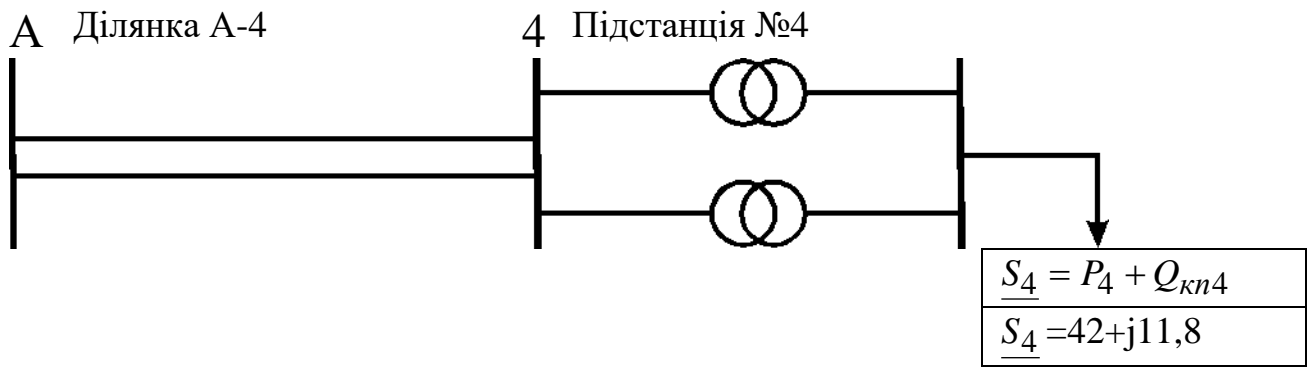 А Ділянка А-4 4 Підстанція №4
S4 = P4 + Qкп4
S4 =42+j11,8